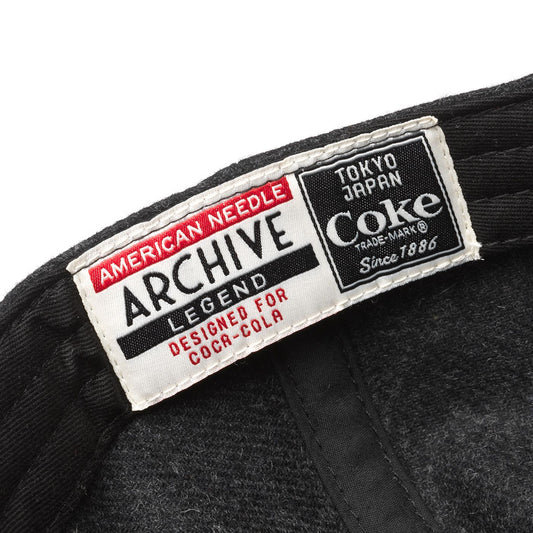 AMERICAN NEEDLE
ARCHIVE
LEGEND
DESIGNED FOR
COCA-COLA
TOKYO
JAPAN
Coke
TRADE-MARK®
Since 1886